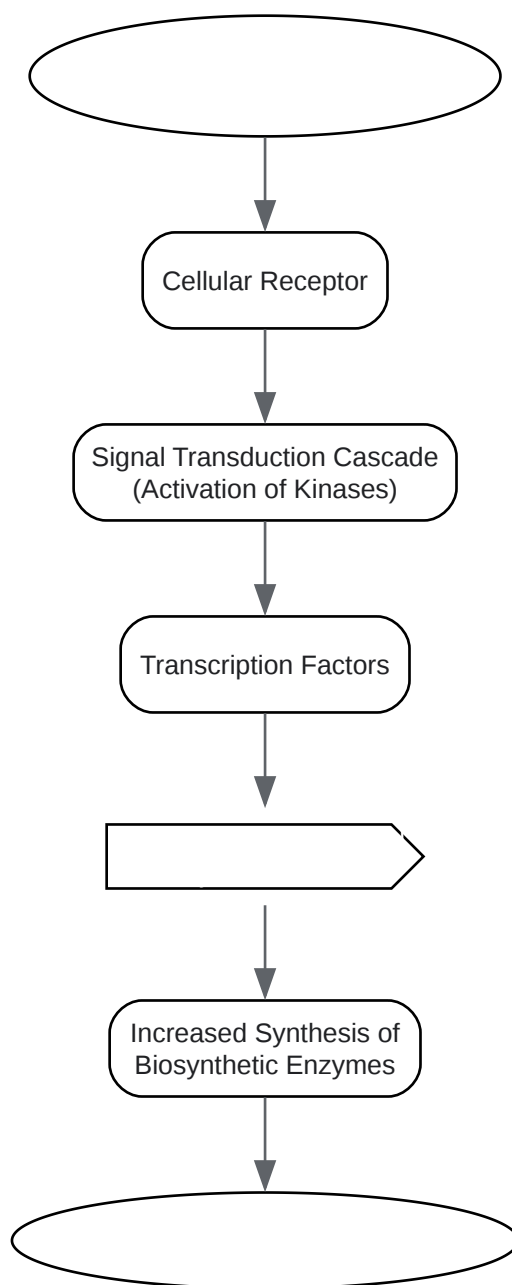 Cellular Receptor
Signal Transduction Cascade
(Activation of Kinases)
Transcription Factors
Increased Synthesis of
Biosynthetic Enzymes